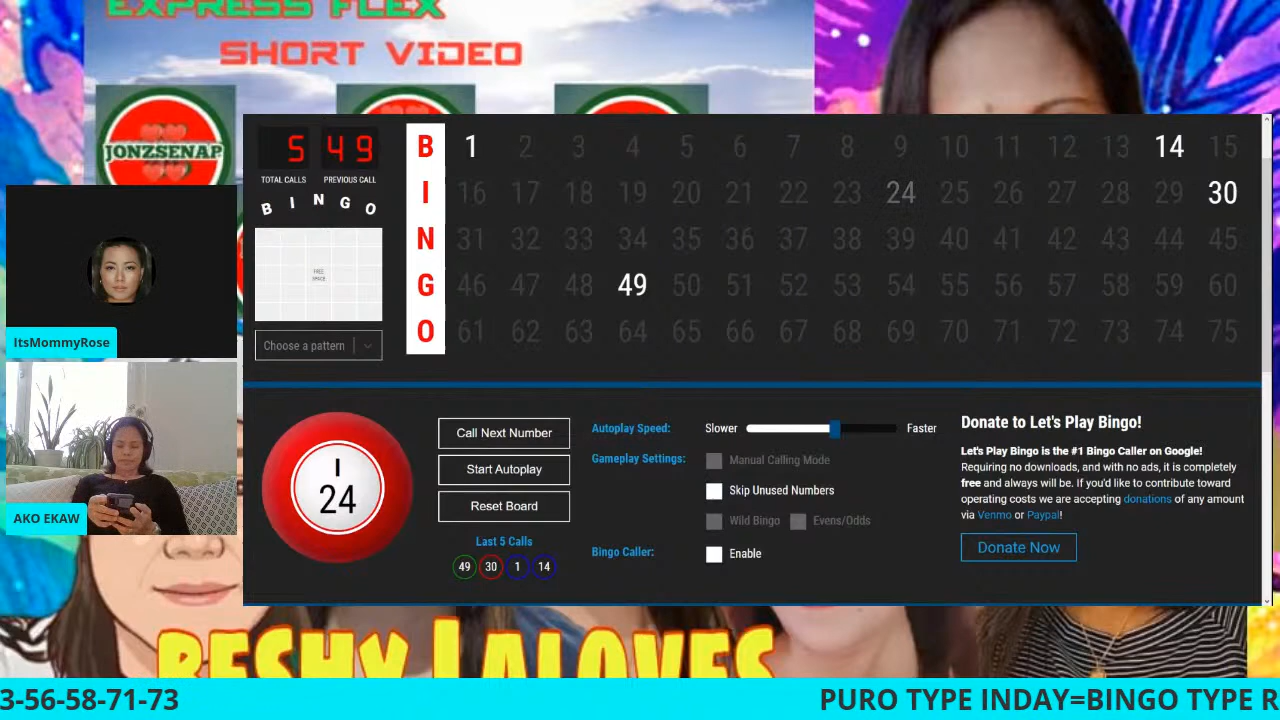 EXPRESS FLEX
SHORT VIDEO
JONZSENAP
5 49
TOTAL CALLS PREVIOUS CALL
B I N G O
FREE
SPACE
Choose a pattern
B 1 2 3 4 5 6 7 8 9 10 11 12 13 14 15
I 16 17 18 19 20 21 22 23 24 25 26 27 28 29 30
N 31 32 33 34 35 36 37 38 39 40 41 42 43 44 45
G 46 47 48 49 50 51 52 53 54 55 56 57 58 59 60
O 61 62 63 64 65 66 67 68 69 70 71 72 73 74 75
ItsMommyRose
AKO EKAW
I
24
Call Next Number
Start Autoplay
Reset Board
Last 5 Calls
49 30 1 14
Autoplay Speed: Slower Faster
Gameplay Settings: Manual Calling Mode
Skip Unused Numbers
Wild Bingo Evens/Odds
Bingo Caller: Enable
Donate to Let's Play Bingo!
Let's Play Bingo is the #1 Bingo Caller on Google!
Requiring no downloads, and with no ads, it is completely
free and always will be. If you'd like to contribute toward
operating costs we are accepting donations of any amount
via Venmo or Paypal!
Donate Now
BESHY LALOVES
3-56-58-71-73
PURO TYPE INDAY=BINGO TYPE R